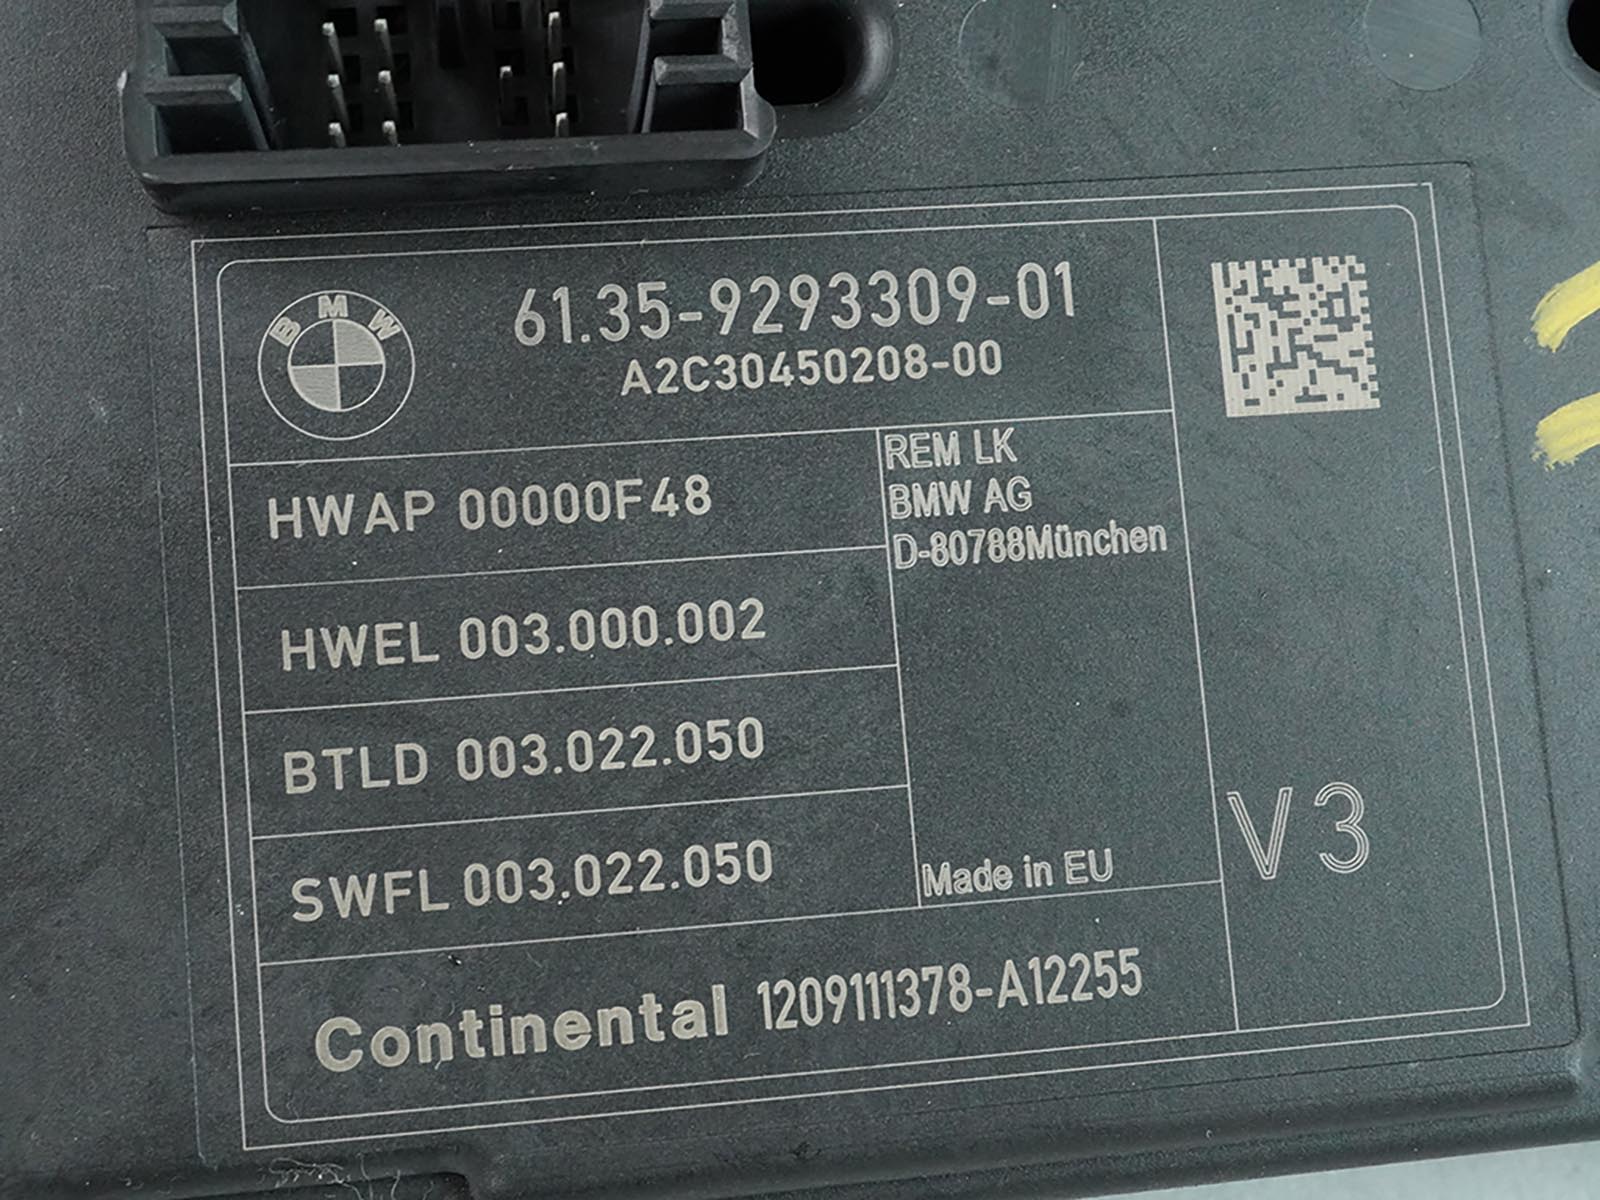 BMW
61.35-9293309-01
A2C30450208-00
HWAP 00000F48
REM LK
BMW AG
D-80788München
HWEL 003.000.002
BTLD 003.022.050
SWFL 003.022.050
Made in EU
V3
Continental 1209111378-A12255